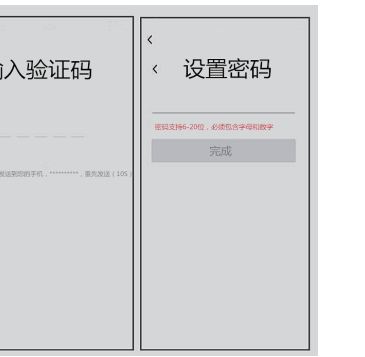 入验证码
发送到您的手机，**********，重先发送（10S）
＜
＜ 设置密码
密码支持6-20位，必须包含字母和数字
完成